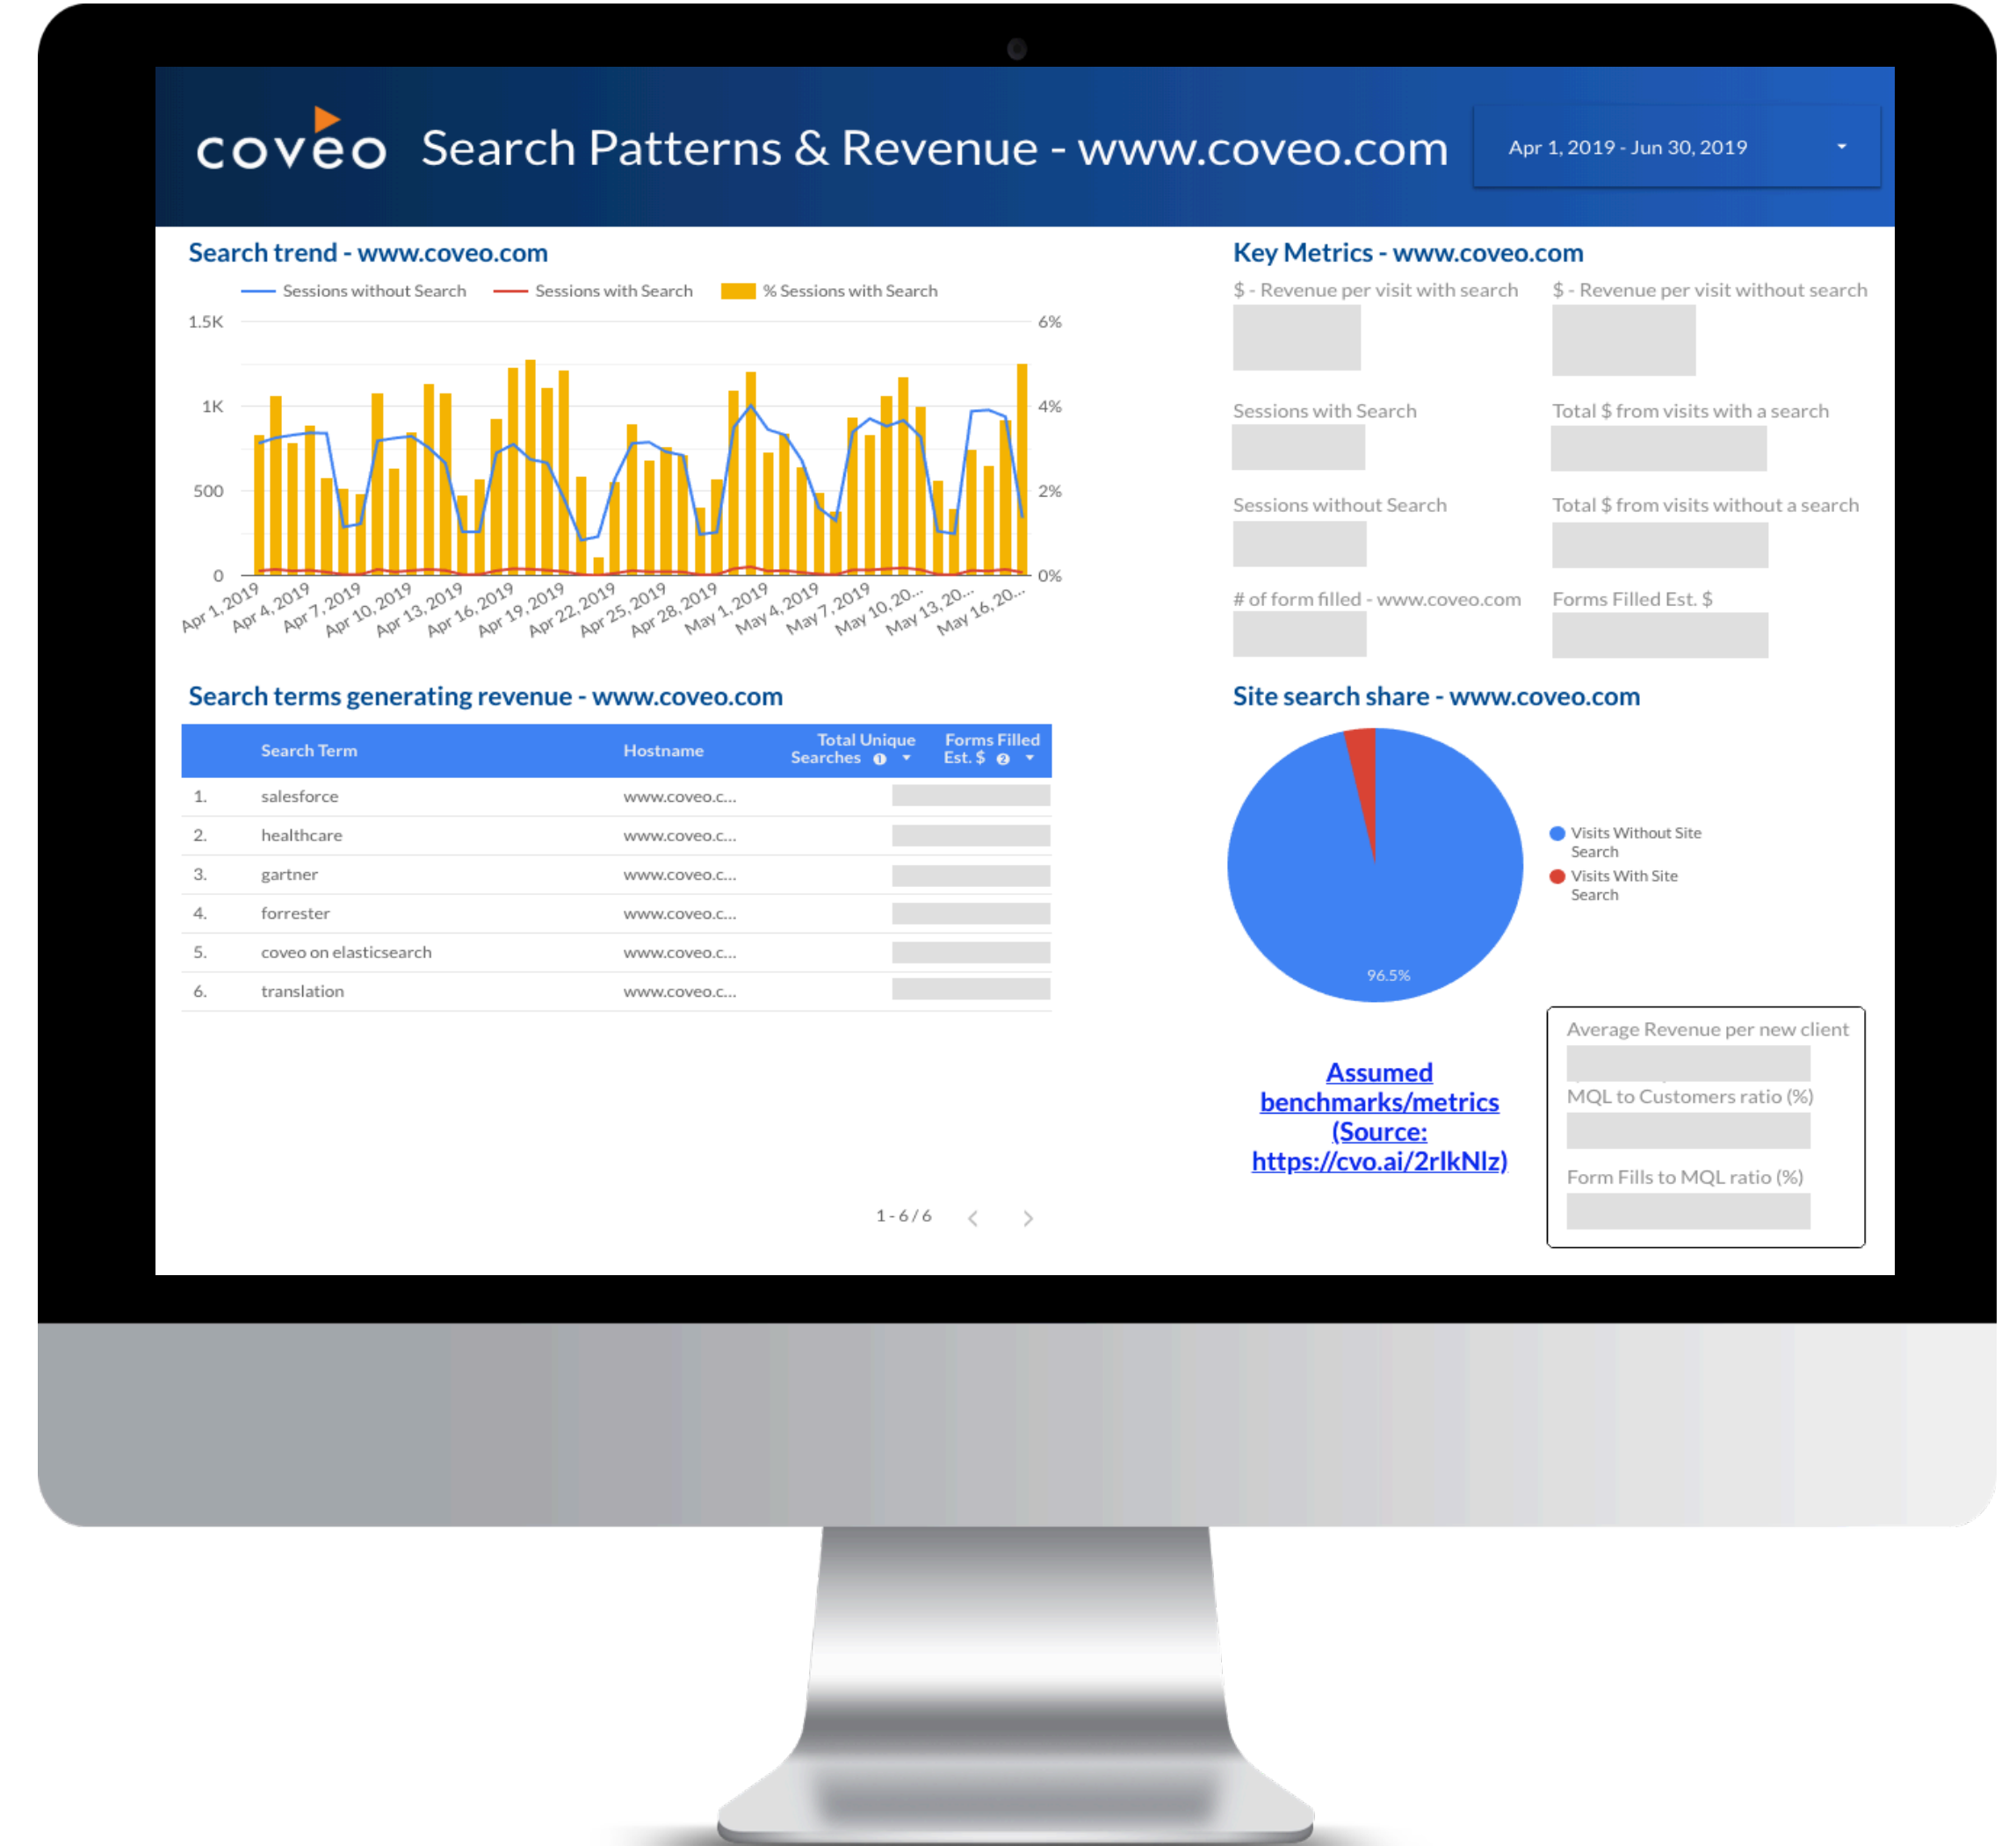 coveo Search Patterns & Revenue - www.coveo.com
Apr 1, 2019 - Jun 30, 2019
Search trend - www.coveo.com
Sessions without Search
Sessions with Search
% Sessions with Search
1.5K
1K
500
0
6%
4%
2%
0%
Apr 1, 2019
Apr 4, 2019
Apr 7, 2019
Apr 10, 2019
Apr 13, 2019
Apr 16, 2019
Apr 19, 2019
Apr 22, 2019
Apr 25, 2019
Apr 28, 2019
May 1, 2019
May 4, 2019
May 7, 2019
May 10, 20...
May 13, 20...
May 16, 20...
Key Metrics - www.coveo.com
$ - Revenue per visit with search
$ - Revenue per visit without search
Sessions with Search
Total $ from visits with a search
Sessions without Search
Total $ from visits without a search
# of form filled - www.coveo.com
Forms Filled Est. $
Search terms generating revenue - www.coveo.com
Search Term
Hostname
Total Unique
Searches 1
Forms Filled
Est. $ 2
1. salesforce www.coveo.c...
2. healthcare www.coveo.c...
3. gartner www.coveo.c...
4. forrester www.coveo.c...
5. coveo on elasticsearch www.coveo.c...
6. translation www.coveo.c...
1 - 6 / 6
Site search share - www.coveo.com
96.5%
Visits Without Site
Search
Visits With Site
Search
Assumed
benchmarks/metrics
(Source:
https://cvo.ai/2rlkNlz)
Average Revenue per new client
MQL to Customers ratio (%)
Form Fills to MQL ratio (%)